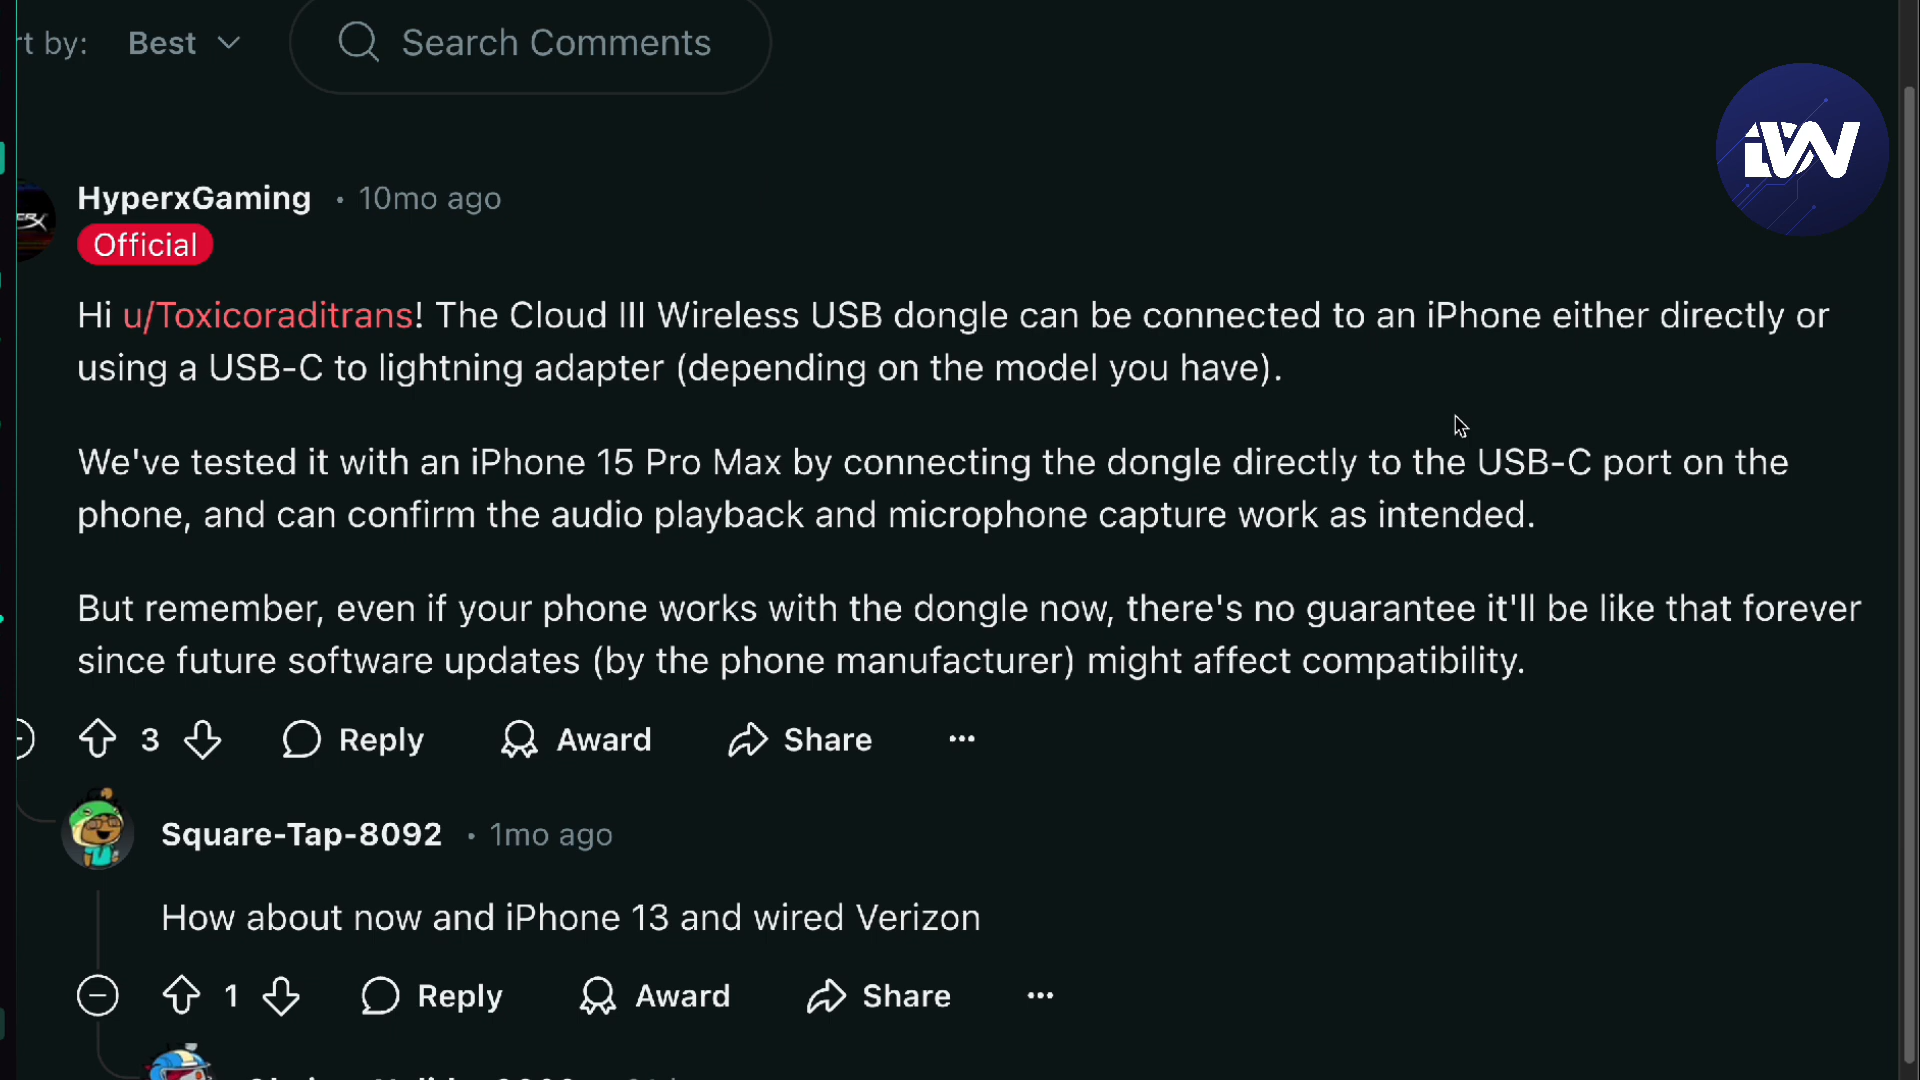 rt by: Best Search Comments
iVW
HyperxGaming • 10mo ago
Official
Hi u/Toxicoraditrans! The Cloud III Wireless USB dongle can be connected to an iPhone either directly or
using a USB-C to lightning adapter (depending on the model you have).
We've tested it with an iPhone 15 Pro Max by connecting the dongle directly to the USB-C port on the
phone, and can confirm the audio playback and microphone capture work as intended.
But remember, even if your phone works with the dongle now, there's no guarantee it'll be like that forever
since future software updates (by the phone manufacturer) might affect compatibility.
3 Reply Award Share ...
Square-Tap-8092 • 1mo ago
How about now and iPhone 13 and wired Verizon
1 Reply Award Share ...